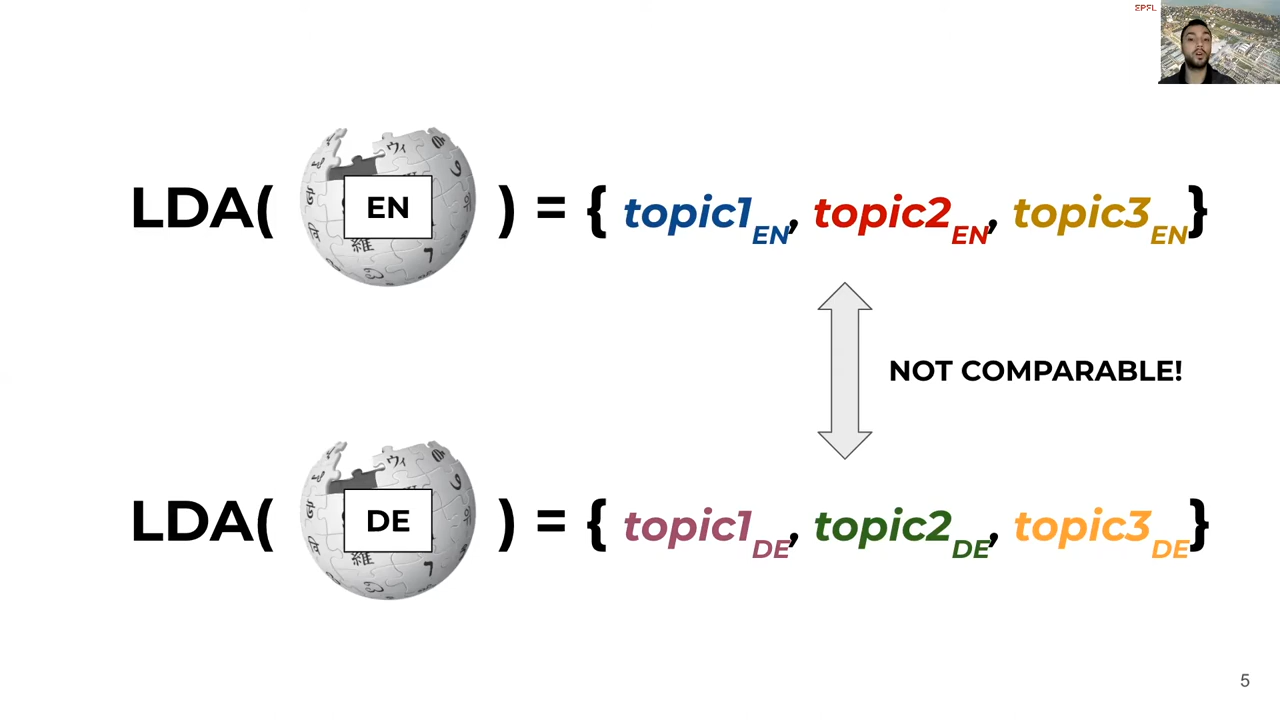 EPFL
LDA( EN ) = { topic1EN, topic2EN, topic3EN }
NOT COMPARABLE!
LDA( DE ) = { topic1DE, topic2DE, topic3DE }
5